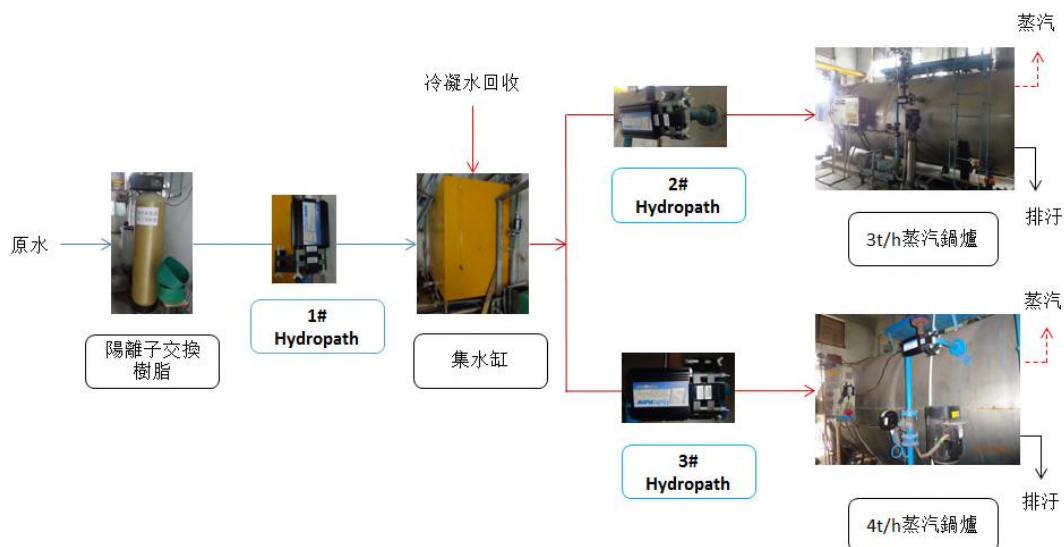 蒸汽
冷凝水回收
2#
Hydropath
原水
排汙
3t/h蒸汽鍋爐
1#
Hydropath
陽離子交換
樹脂
集水缸
蒸汽
3#
Hydropath
排汙
4t/h蒸汽鍋爐